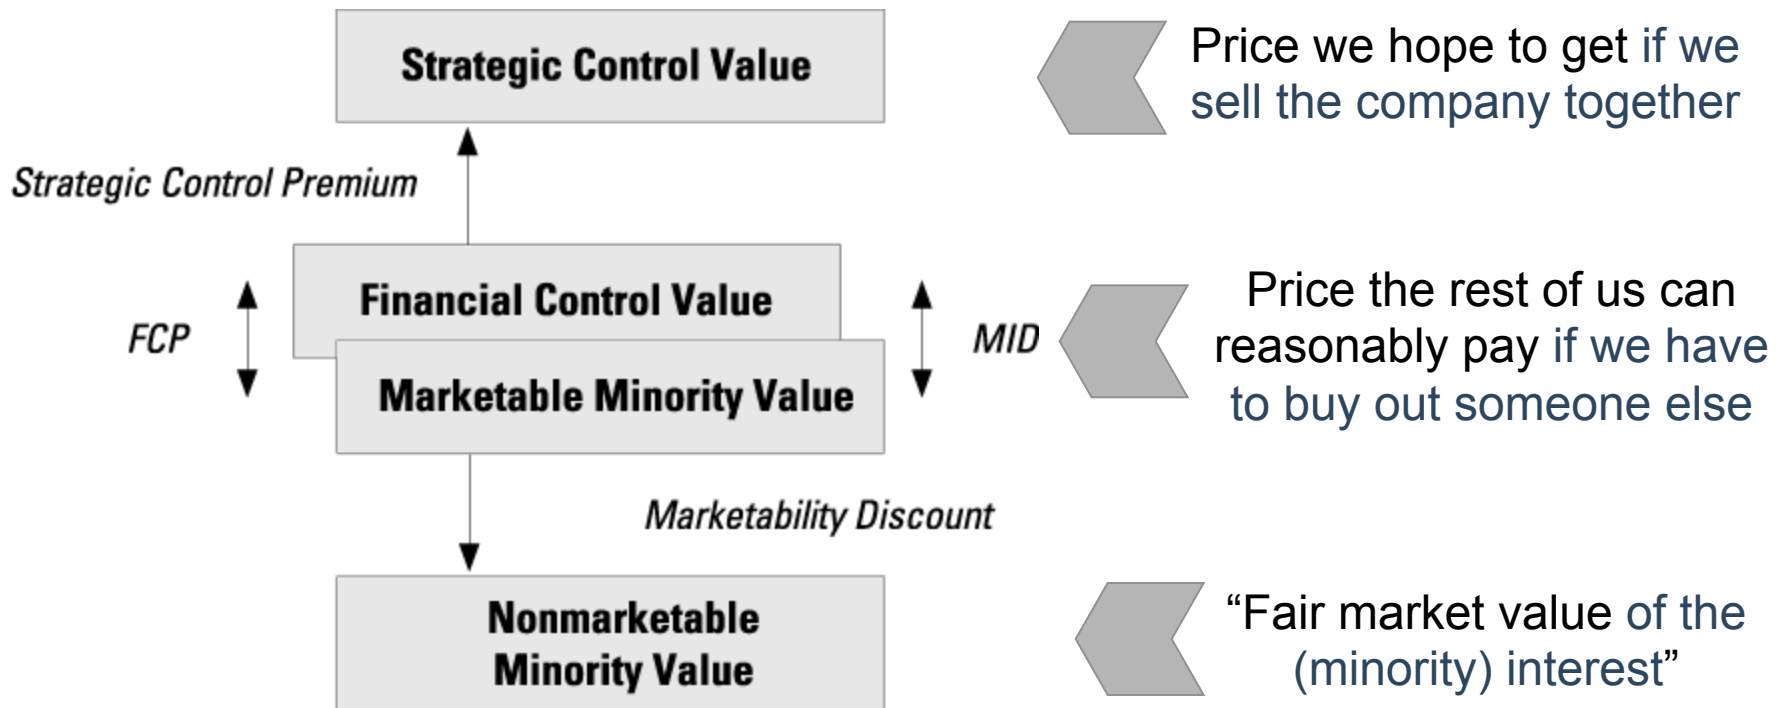 Strategic Control Value
Price we hope to get if we
sell the company together
Strategic Control Premium
Financial Control Value
FCP
MID
Marketable Minority Value
Price the rest of us can
reasonably pay if we have
to buy out someone else
Marketability Discount
Nonmarketable
Minority Value
“Fair market value of the
(minority) interest”